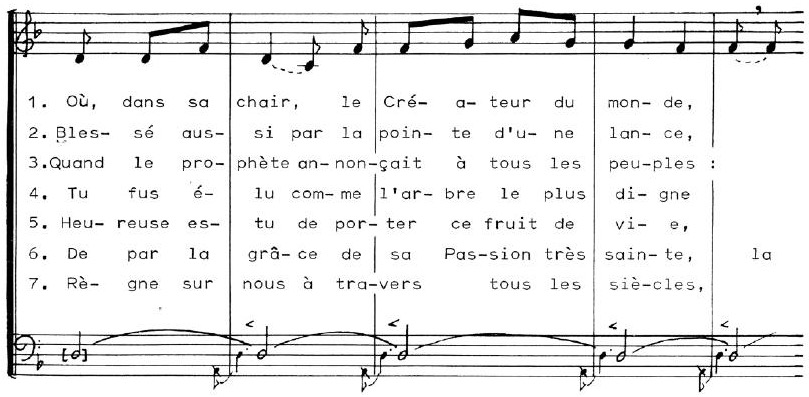 1. Où, dans sa chair, le Cré- a- teur du mon- de,
2. Bles- sé aus- si par la poin- te d'u- ne lan- ce,
3.Quand le pro- phète an- non-çait à tous les peu-ples :
4. Tu fus é- lu com- me l'ar- bre le plus di- gne
5. Heu- reuse es- tu de por- ter ce fruit de vi- e,
6. De par la grâ- ce de sa Pas-sion très sain- te, la
7. Rè- gne sur nous à tra-vers tous les siè-cles,